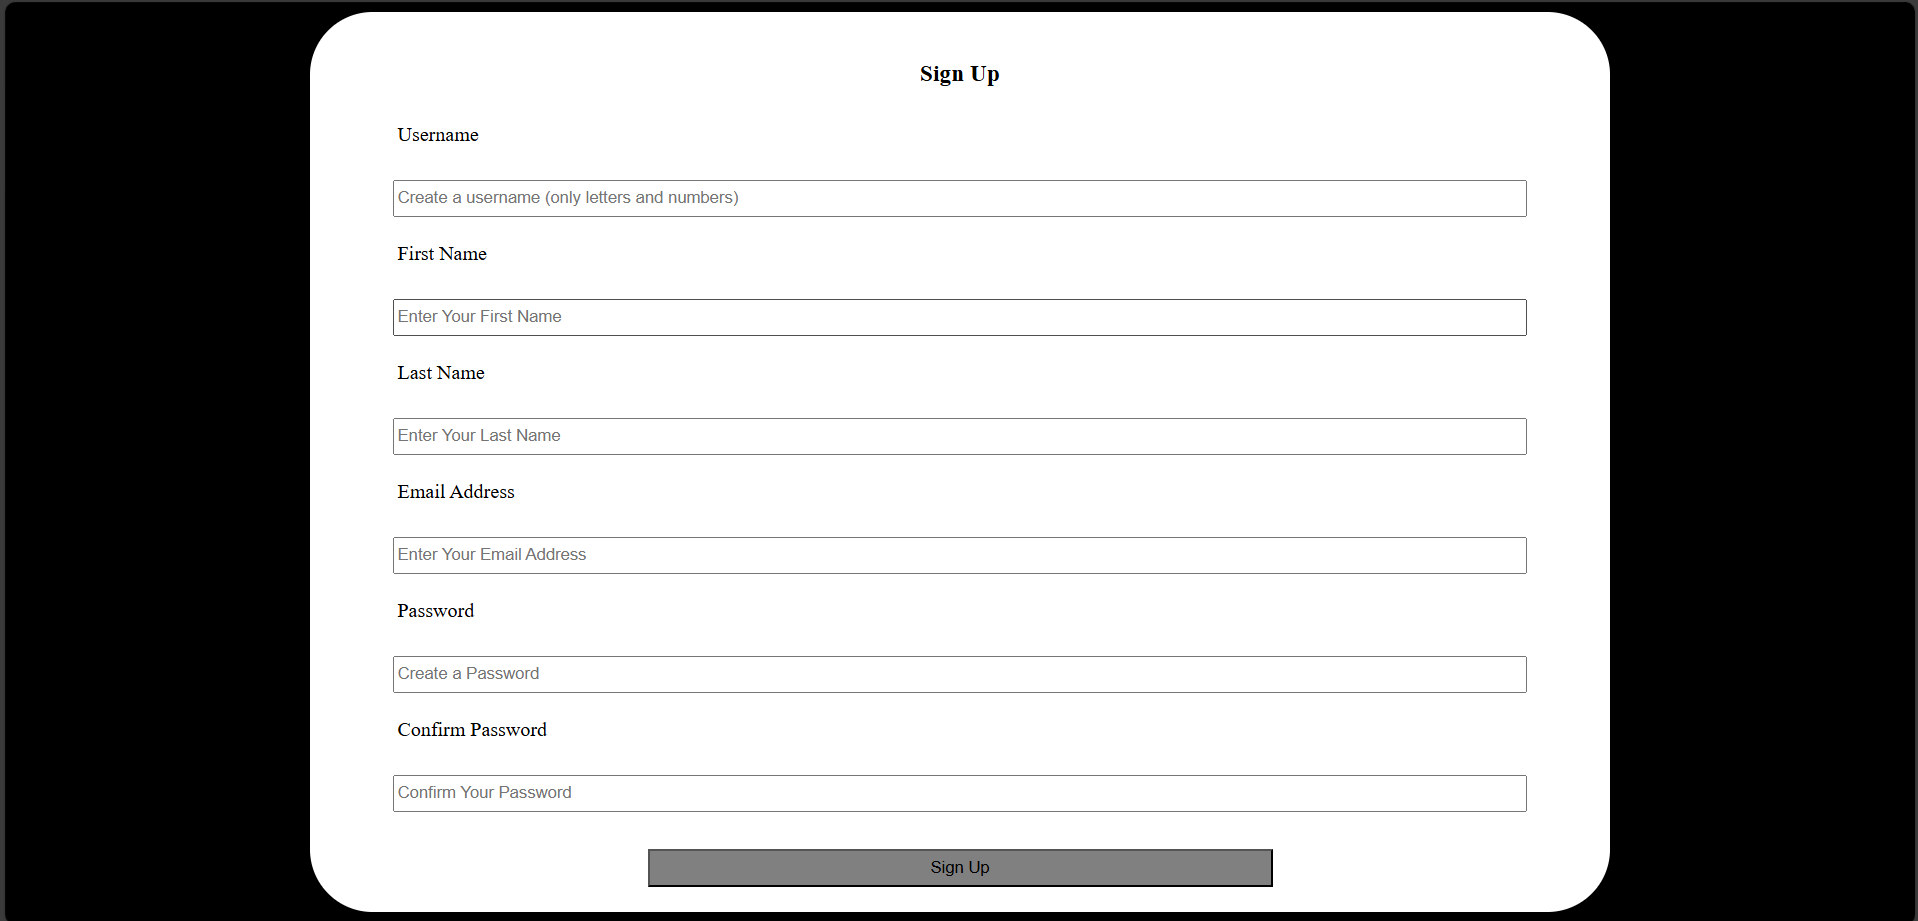 Sign Up
Username
Create a username (only letters and numbers)
First Name
Enter Your First Name
Last Name
Enter Your Last Name
Email Address
Enter Your Email Address
Password
Create a Password
Confirm Password
Confirm Your Password
Sign Up